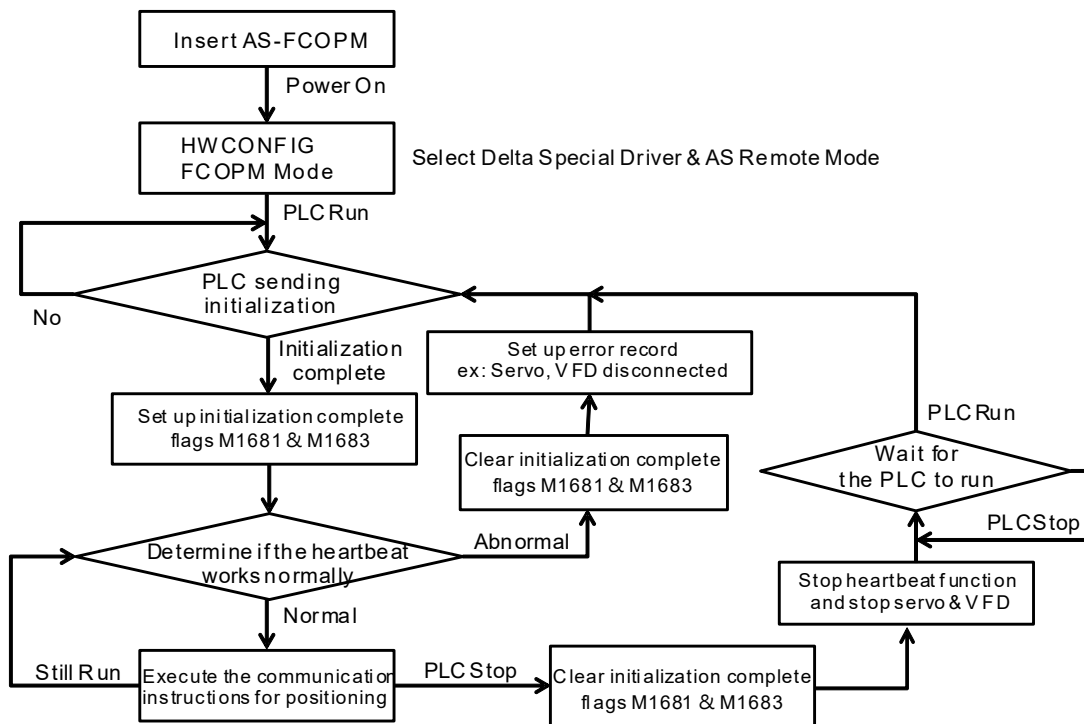 Insert AS-FCOPM
Power On
HWCONFIG
FCOPM Mode
Select Delta Special Driver & AS Remote Mode
PLC Run
PLC sending
initialization
No
Initialization
complete
Set up error record
ex: Servo, VFD disconnected
Set up initialization complete
flags M1681 & M1683
PLC Run
Clear initialization complete
flags M1681 & M1683
Wait for
the PLC to run
Determine if the heartbeat
works normally
Abnormal
PLC Stop
Normal
Stop heartbeat function
and stop servo & VFD
Still Run
Execute the communication
instructions for positioning
PLC Stop
Clear initialization complete
flags M1681 & M1683